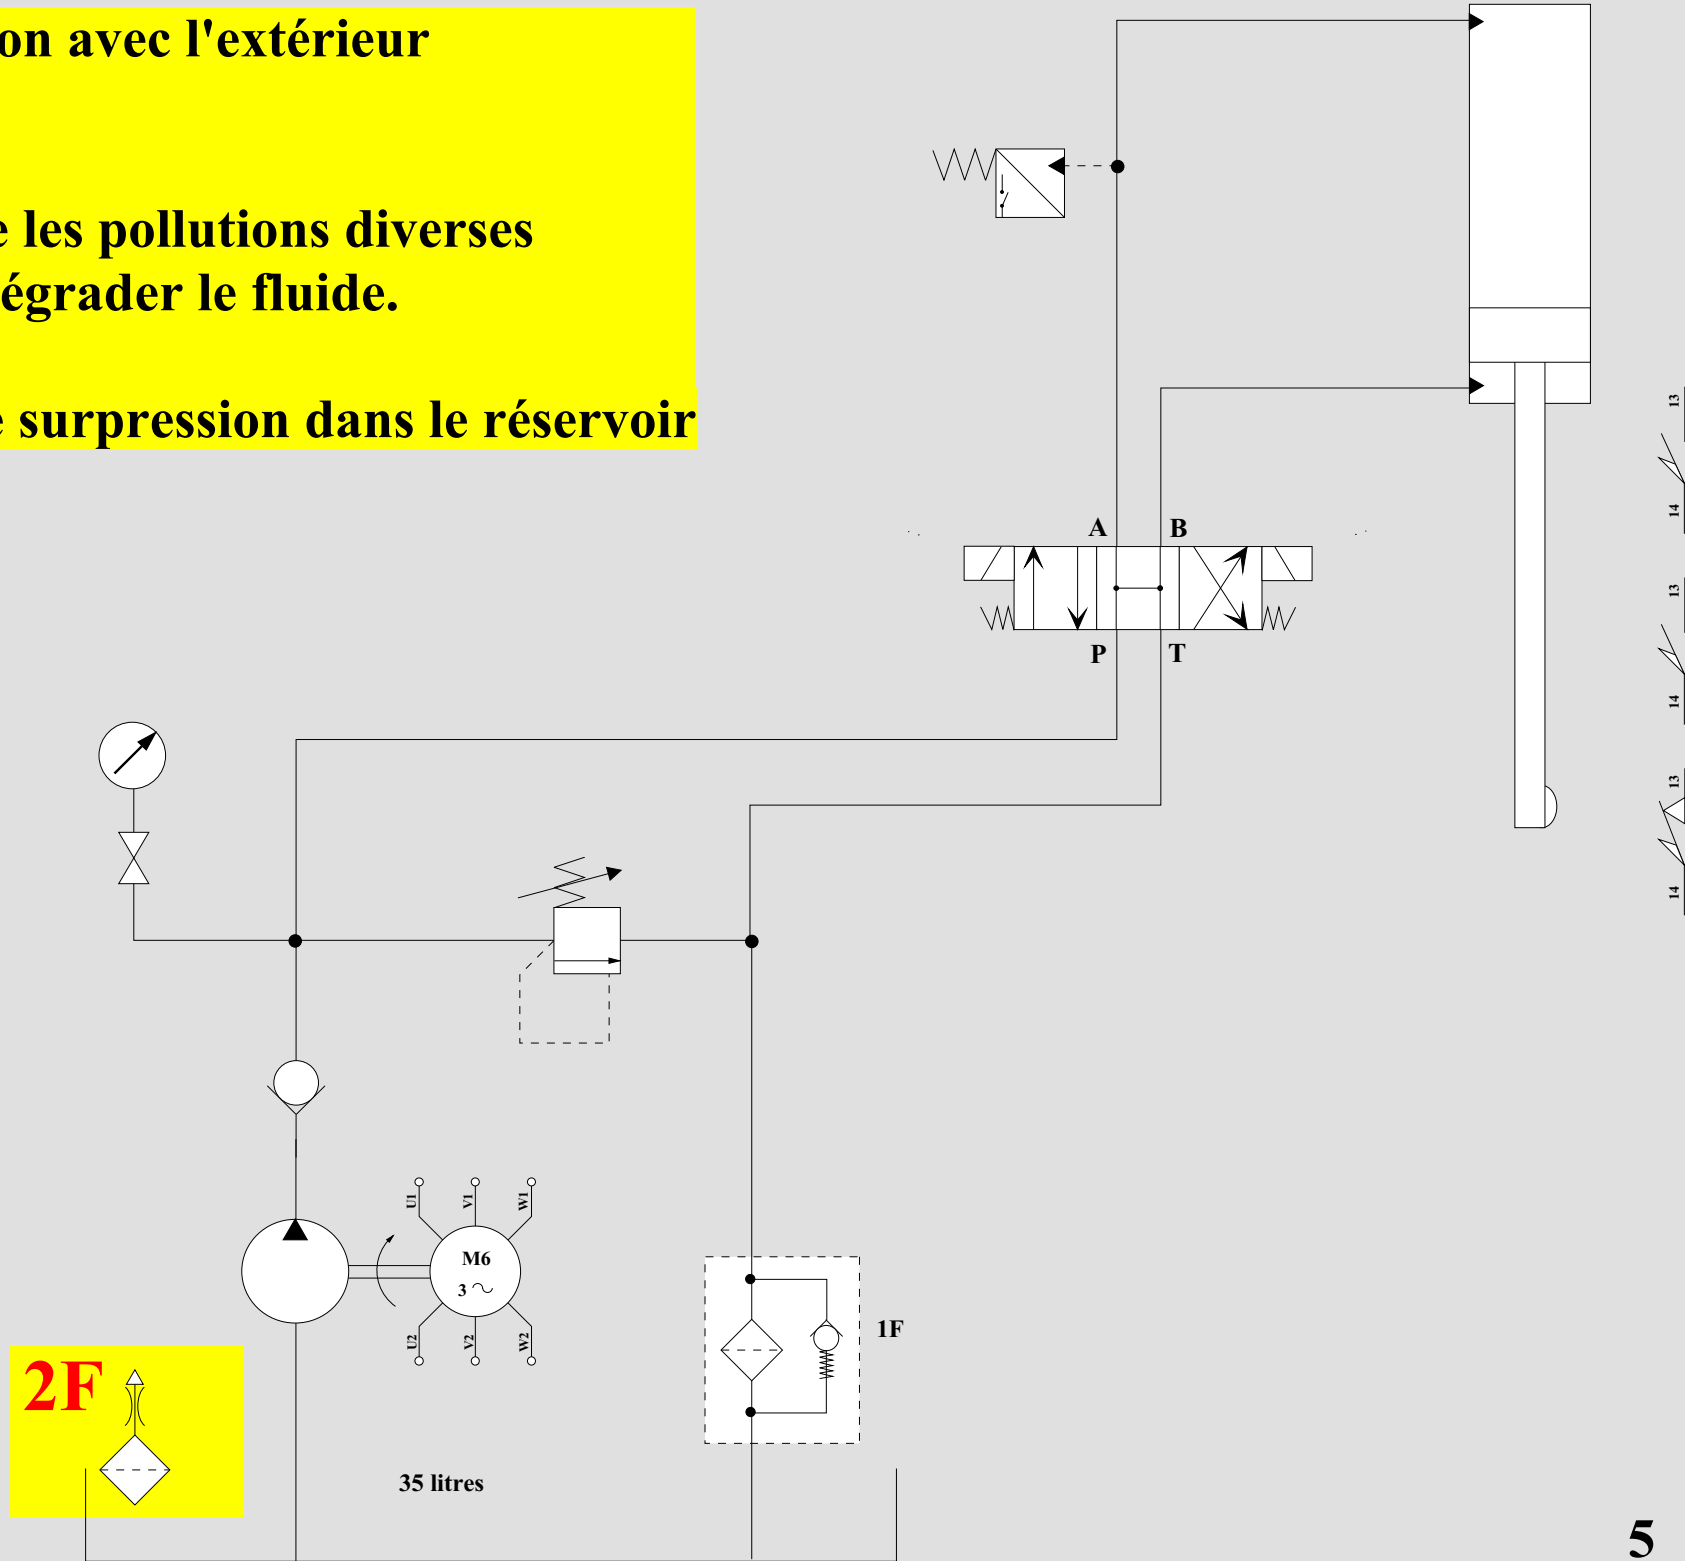 on avec l'extérieur
e les pollutions diverses
égrader le fluide.
e surpression dans le réservoir
A
B
P
T
13
14
13
14
13
14
U1
V1
W1
M6
3
U2
V2
W2
1F
2F
35 litres
5